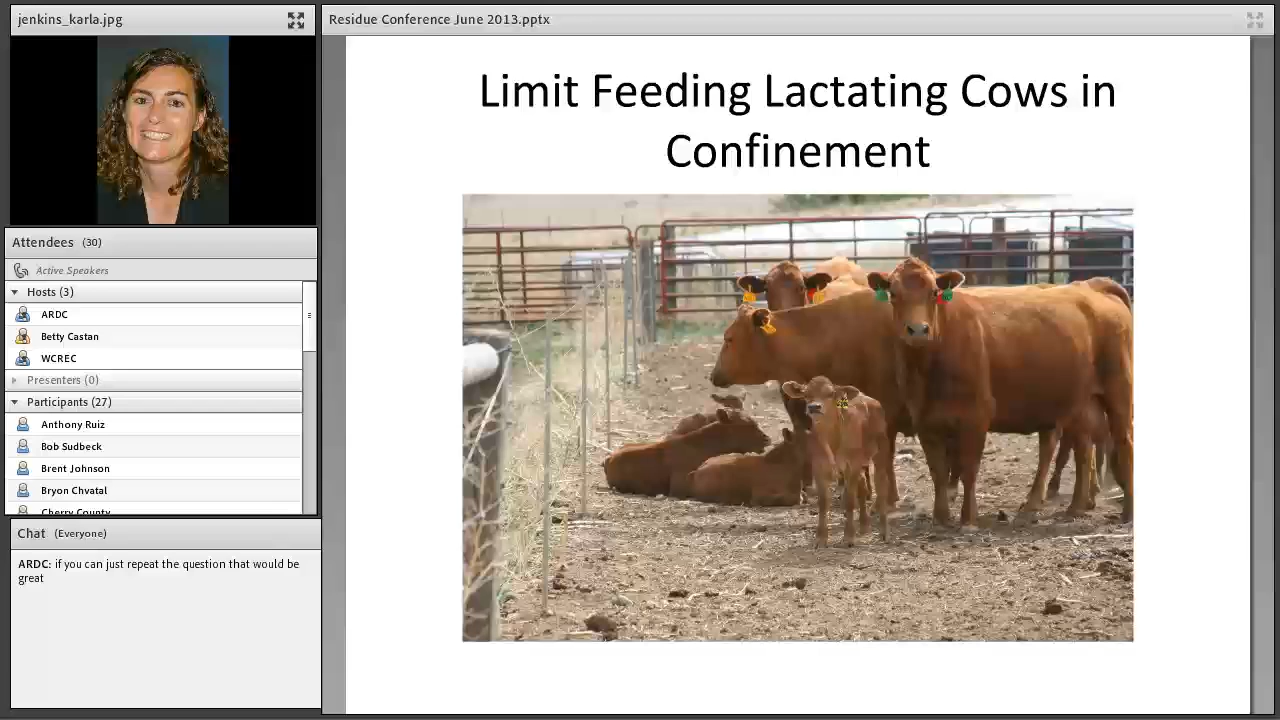 jenkins_karla.jpg
Residue Conference June 2013.pptx
Limit Feeding Lactating Cows in
Confinement
Attendees (30)
Active Speakers
Hosts (3)
ARDC
Betty Castan
WCREC
Presenters (0)
Participants (27)
Anthony Ruiz
Bob Sudbeck
Brent Johnson
Bryon Chvatal
Cherry County
Chat (Everyone)
ARDC: if you can just repeat the question that would be
great